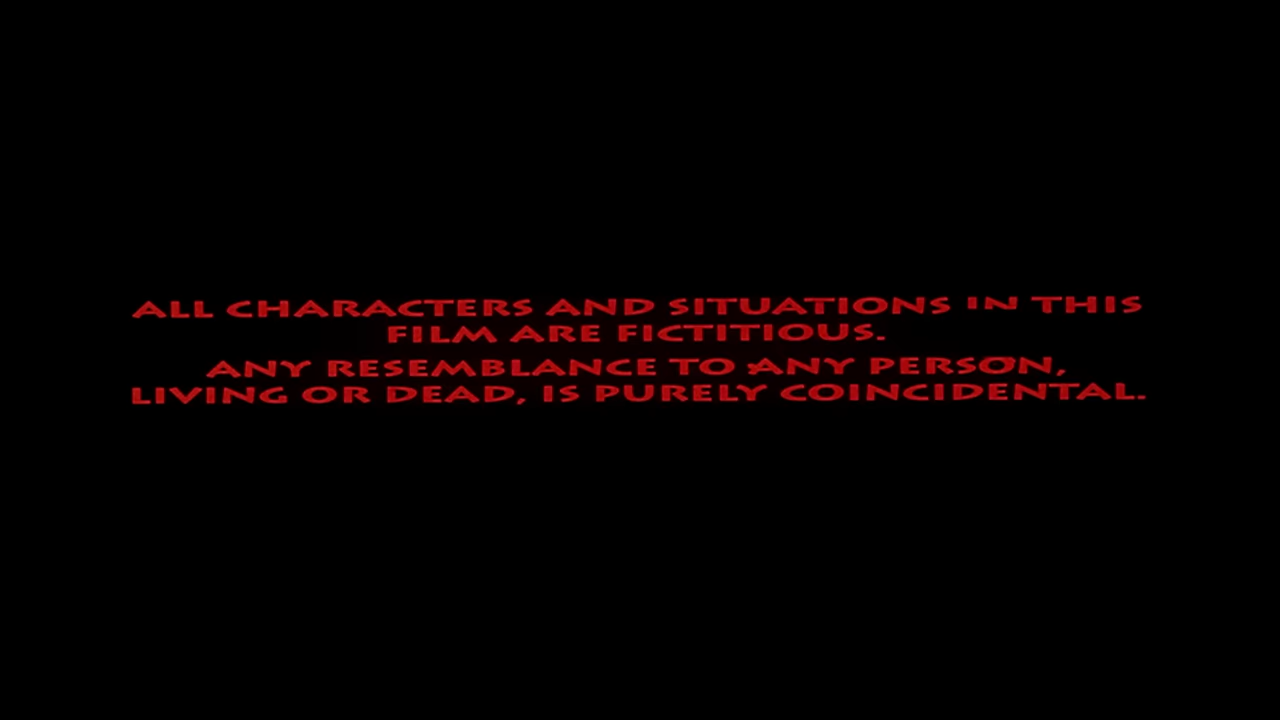 ALL CHARACTERS AND SITUATIONS IN THIS
FILM ARE FICTITIOUS.
ANY RESEMBLANCE TO ANY PERSON,
LIVING OR DEAD, IS PURELY COINCIDENTAL.